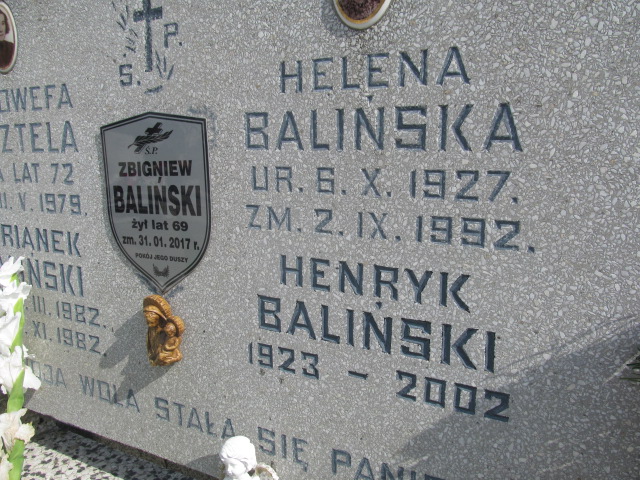 Ś. P.
OWEFA
ZTELA
LAT 72
V. 1979.
RIANEK
ŃSKI
III. 1982.
XI. 1982.
Ś.P.
ZBIGNIEW
BALIŃSKI
żył lat 69
zm. 31.01.2017 r.
POKÓJ JEGO DUSZY
HELENA
BALIŃSKA
UR. 6. X. 1927.
ZM. 2. IX. 1992.
HENRYK
BALIŃSKI
1923 - 2002
WOLA STAŁA SIĘ PANIE